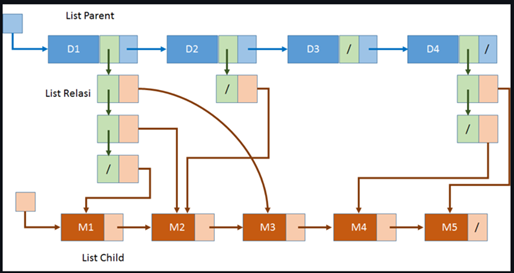 List Parent
D1 D2 D3 / D4 /
List Relasi
/
/
/
M1 M2 M3 M4 M5 /
List Child